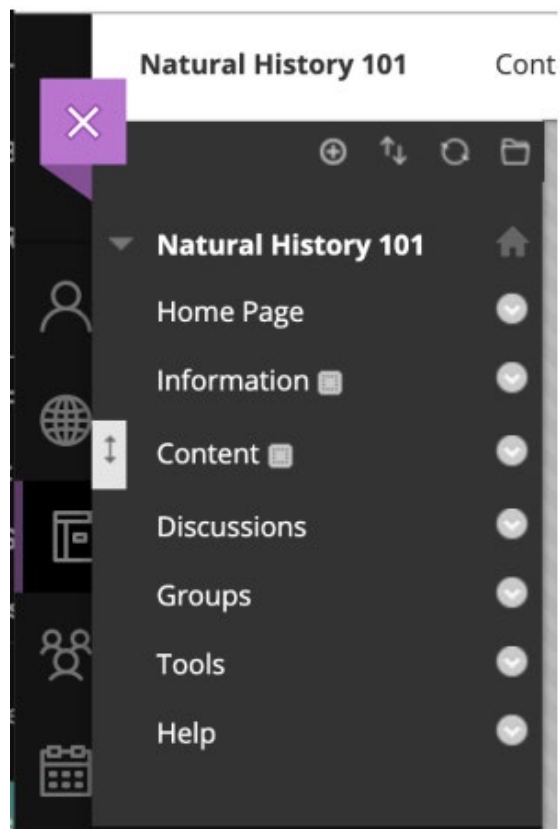 Natural History 101 Cont
Natural History 101
Home Page
Information
Content
Discussions
Groups
Tools
Help